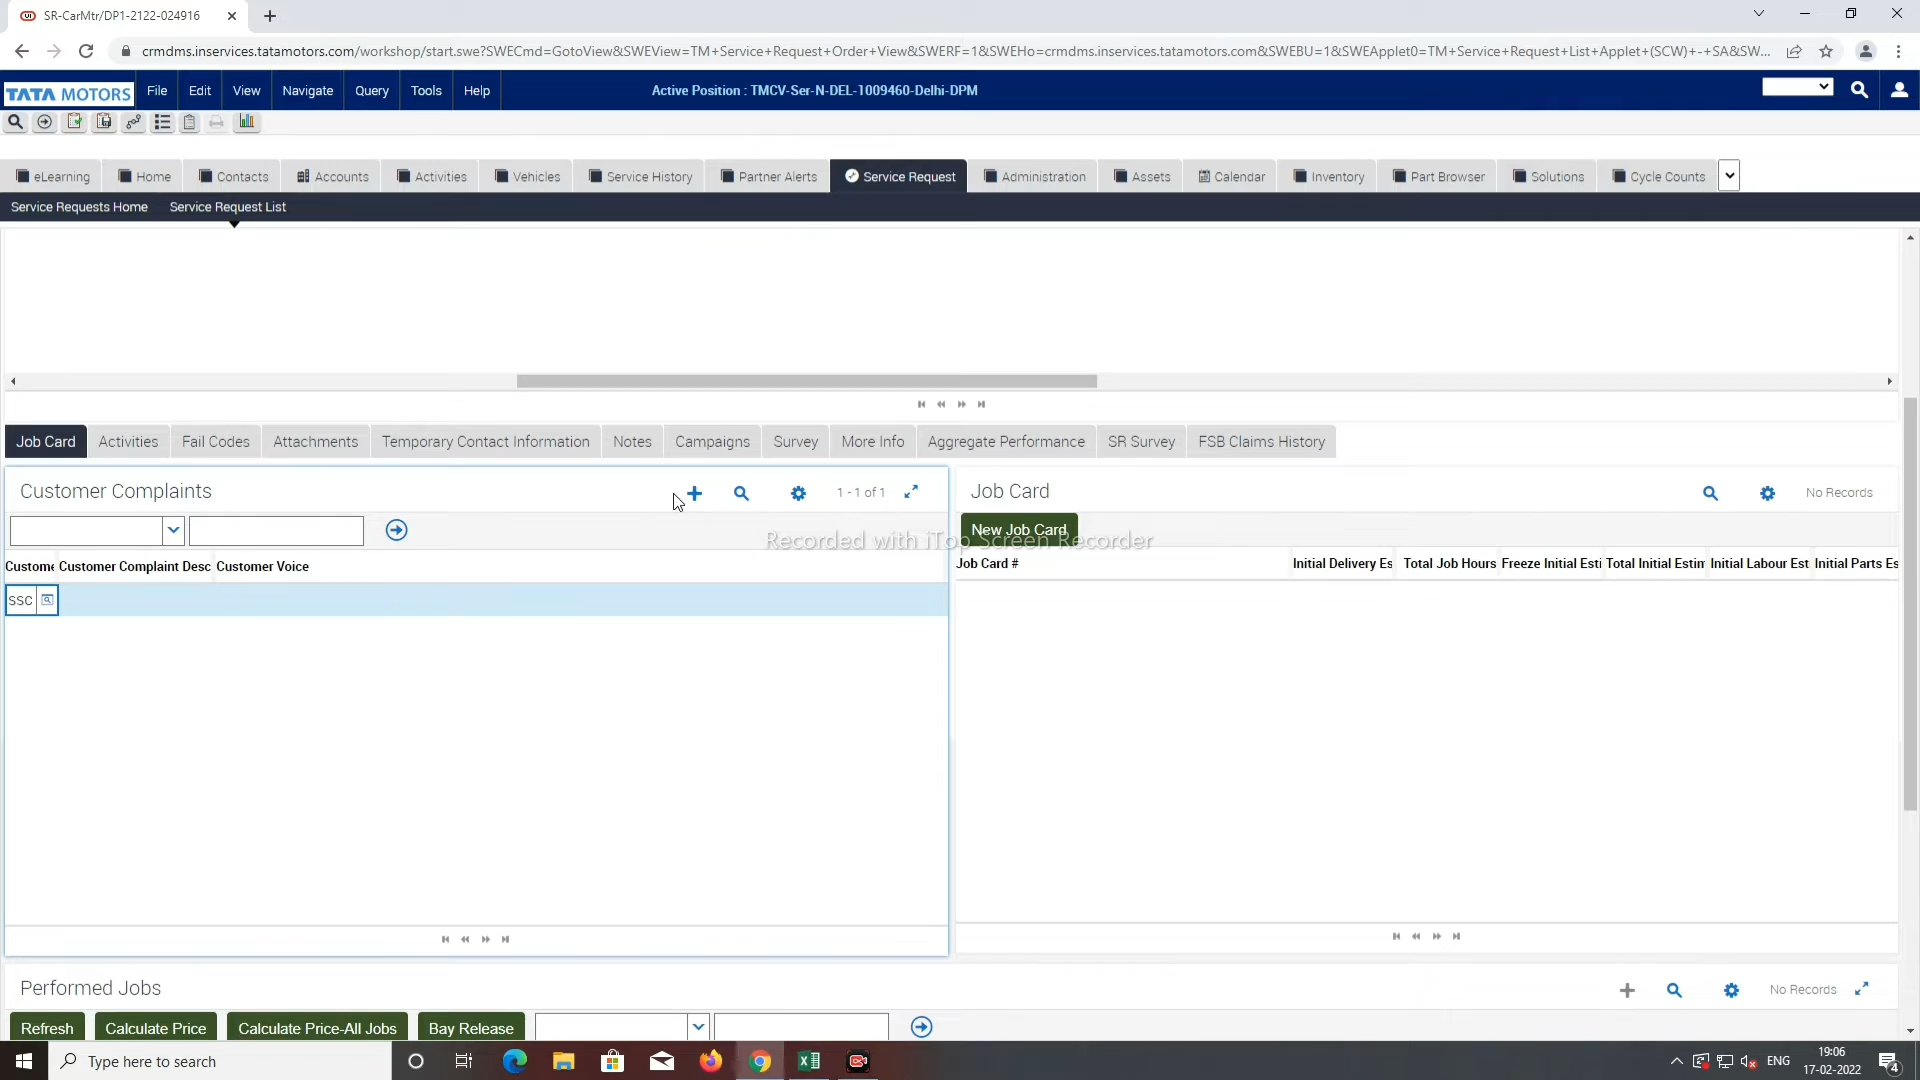 SR-CarMtr/DP1-2122-024916
crmdms.inservices.tatamotors.com/workshop/start.swe?SWECmd=GotoView&SWEView=TM+Service+Request+Order+View&SWERF=1&SWEHo=crmdms.inservices.tatamotors.com&SWEBU=1&SWEApplet0=TM+Service+Request+List+Applet+(SCW)+-+SA&SW...
TATA MOTORS File Edit View Navigate Query Tools Help Active Position : TMCV-Ser-N-DEL-1009460-Delhi-DPM
eLearning Home Contacts Accounts Activities Vehicles Service History Partner Alerts Service Request Administration Assets Calendar Inventory Part Browser Solutions Cycle Counts
Service Requests Home Service Request List
Job Card Activities Fail Codes Attachments Temporary Contact Information Notes Campaigns Survey More Info Aggregate Performance SR Survey FSB Claims History
Customer Complaints 1 - 1 of 1 Job Card No Records
New Job Card
Recorded with iTop Screen Recorder
Custome Customer Complaint Desc Customer Voice Job Card # Initial Delivery Es Total Job Hours Freeze Initial Esti Total Initial Estim Initial Labour Est Initial Parts Es
SSC
Performed Jobs No Records
Refresh Calculate Price Calculate Price-All Jobs Bay Release
Type here to search ENG 19:06
17-02-2022 4